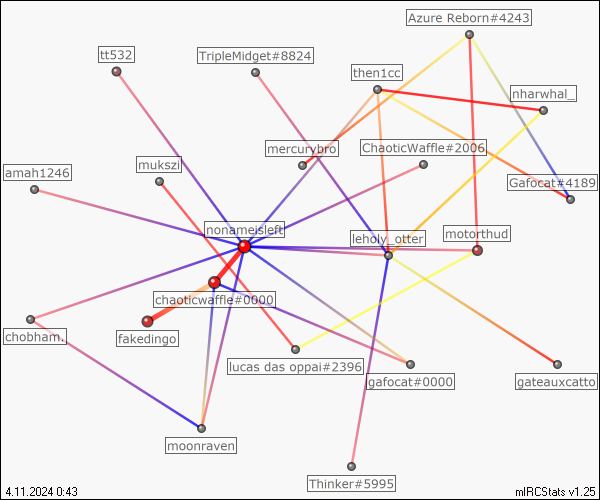 Azure Reborn#4243
tt532
TripleMidget#8824
then1cc
nharwhal_
mercurybro
ChaoticWaffle#2006
mukszi
amah1246
Gafocat#4189
nonameisleft
leholy_otter
motorthud
chaoticwaffle#0000
fakedingo
chobham.
lucas das oppai#2396
gafocat#0000
gateauxcatto
moonraven
Thinker#5995
4.11.2024 0:43
mIRCStats v1.25